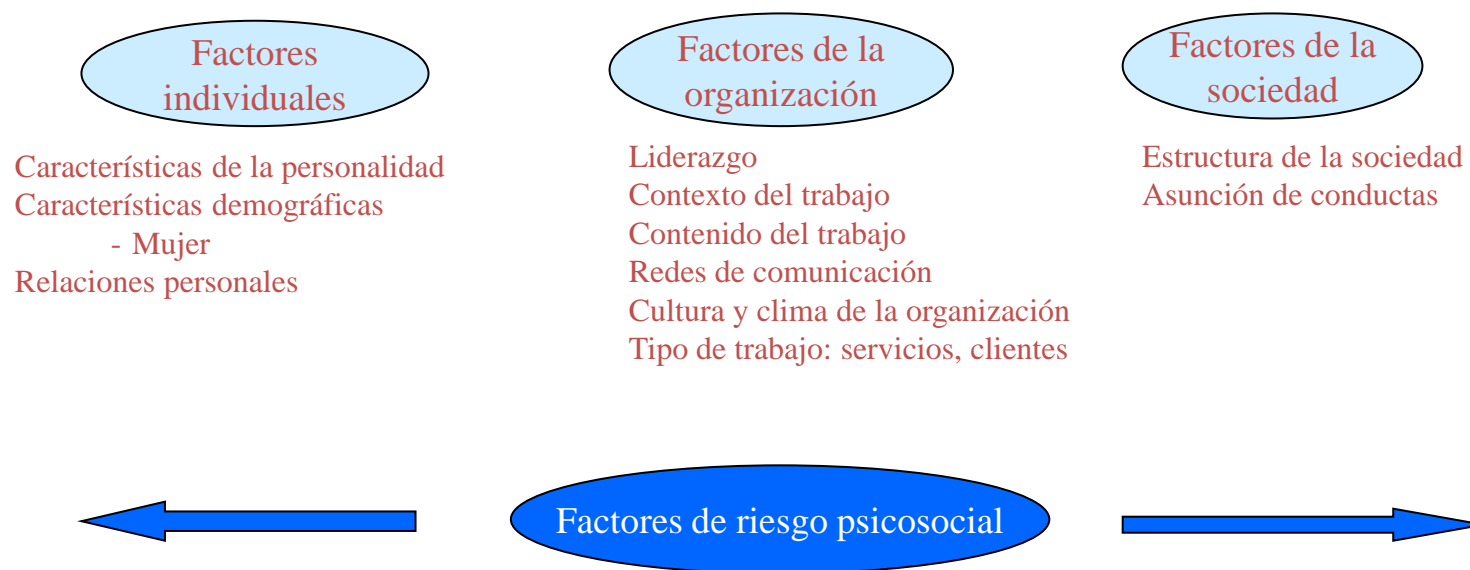 Factores
individuales
Factores de la
organización
Factores de la
sociedad
Características de la personalidad
Características demográficas
- Mujer
Relaciones personales
Liderazgo
Contexto del trabajo
Contenido del trabajo
Redes de comunicación
Cultura y clima de la organización
Tipo de trabajo: servicios, clientes
Estructura de la sociedad
Asunción de conductas
Factores de riesgo psicosocial